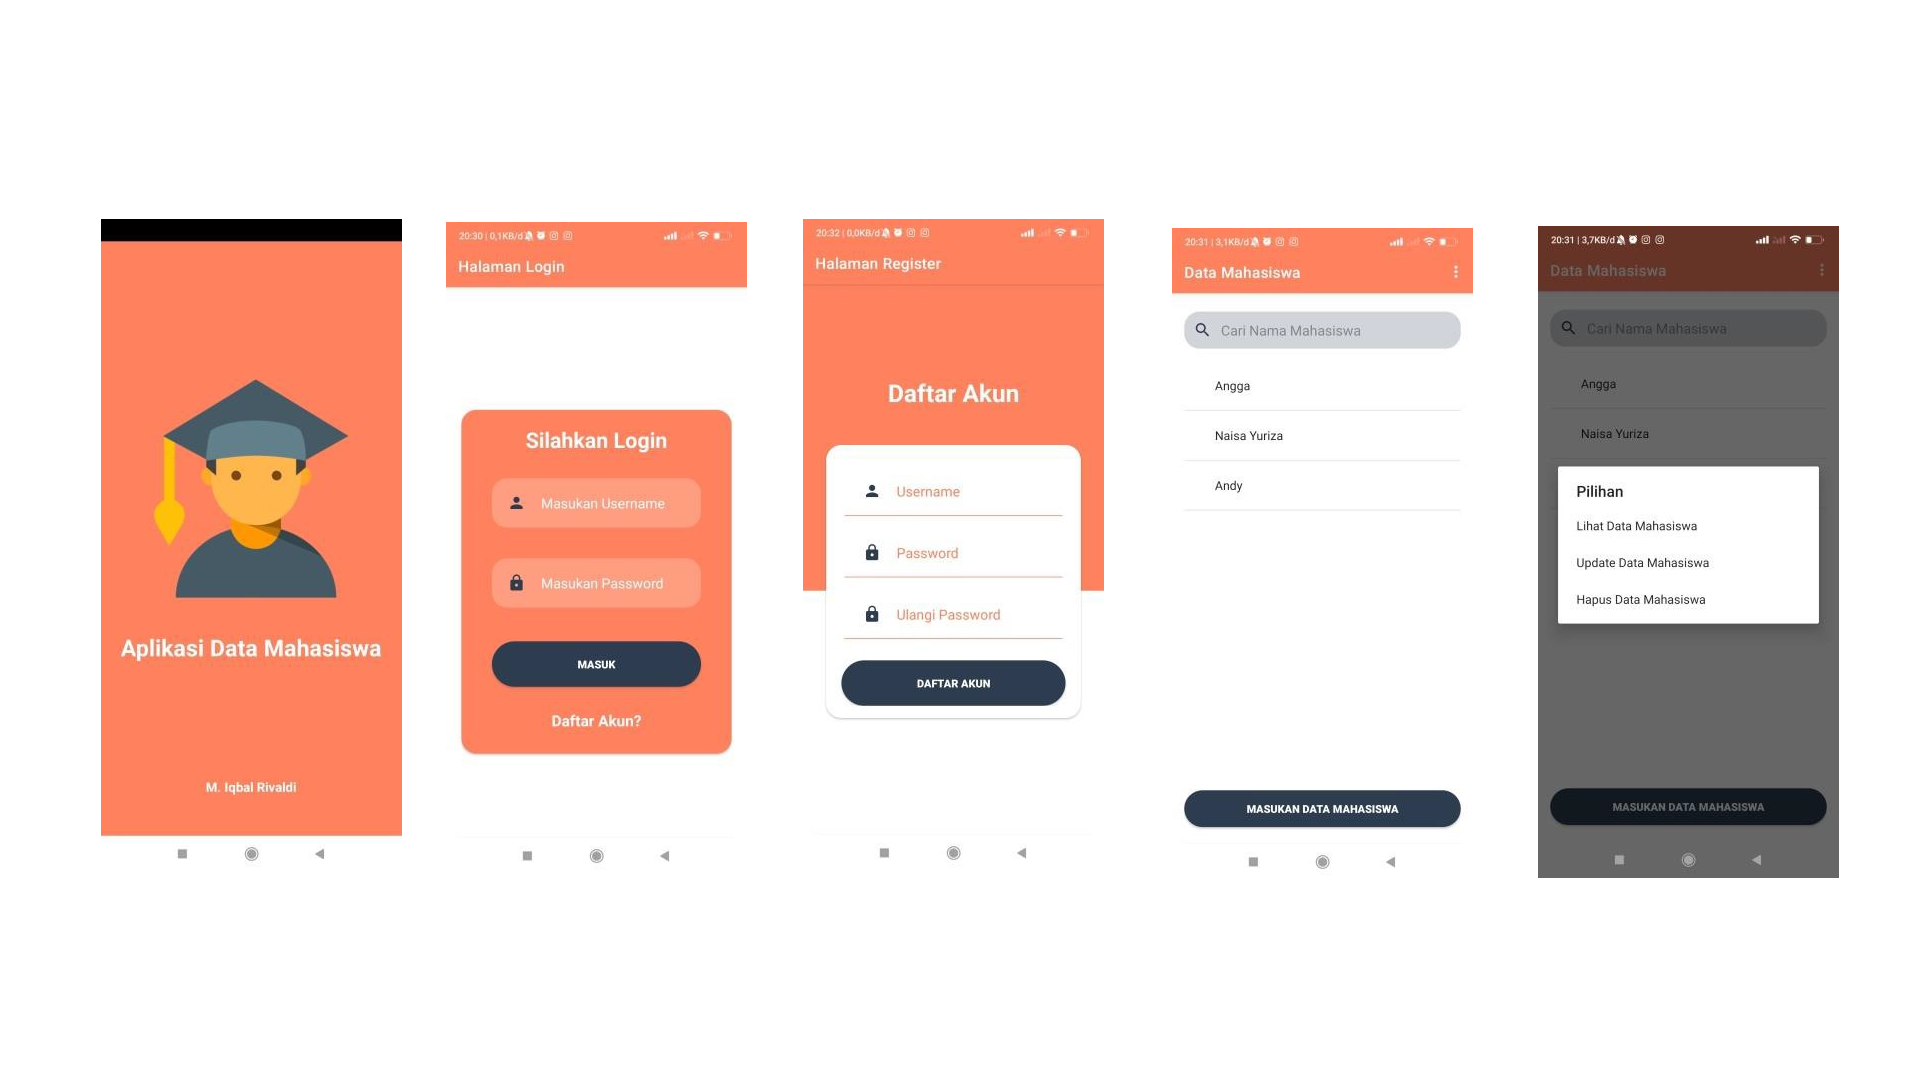 Aplikasi Data Mahasiswa
M. Iqbal Rivaldi
20:30 | 0,1KB/d
Halaman Login
Silahkan Login
Masukan Username
Masukan Password
MASUK
Daftar Akun?
20:32 | 0,0KB/d
Halaman Register
Daftar Akun
Username
Password
Ulangi Password
DAFTAR AKUN
20:31 | 3,1KB/d
Data Mahasiswa
Cari Nama Mahasiswa
Angga
Naisa Yuriza
Andy
MASUKAN DATA MAHASISWA
20:31 | 3,7KB/d
Data Mahasiswa
Cari Nama Mahasiswa
Angga
Naisa Yuriza
Pilihan
Lihat Data Mahasiswa
Update Data Mahasiswa
Hapus Data Mahasiswa
MASUKAN DATA MAHASISWA